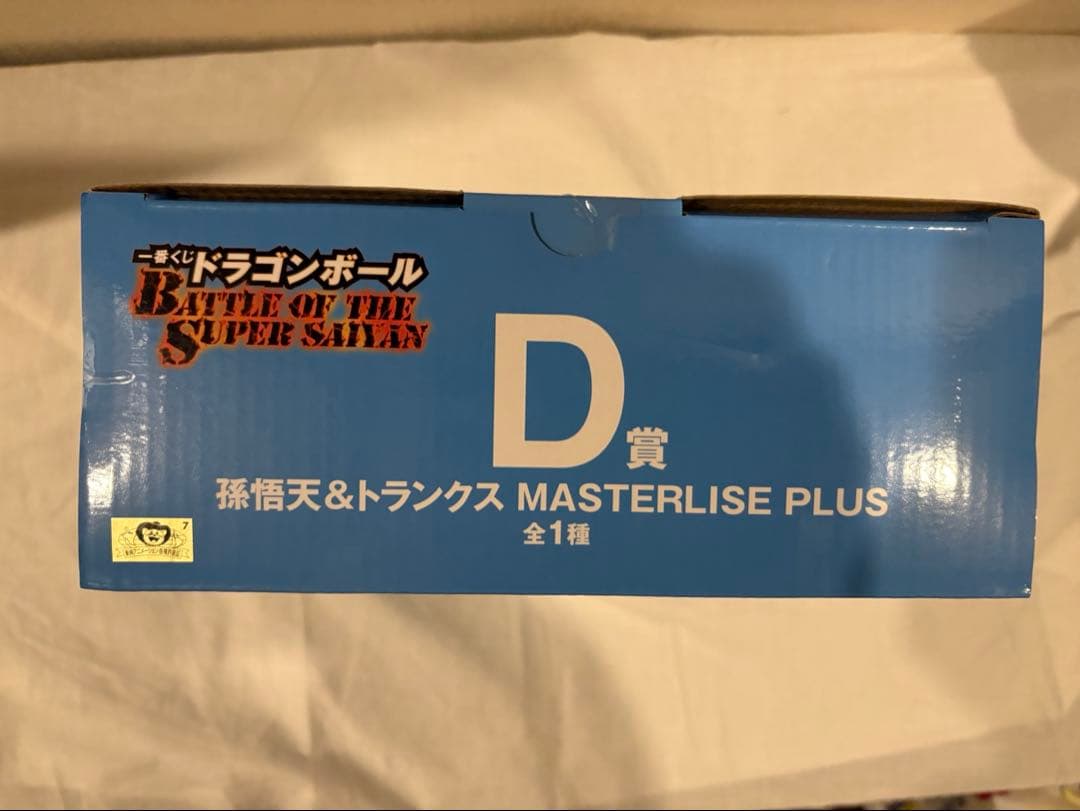 一番くじ ドラゴンボール
BATTLE OF THE
SUPER SAIYAN
D賞
孫悟天&トランクス MASTERLISE PLUS
全1種
7